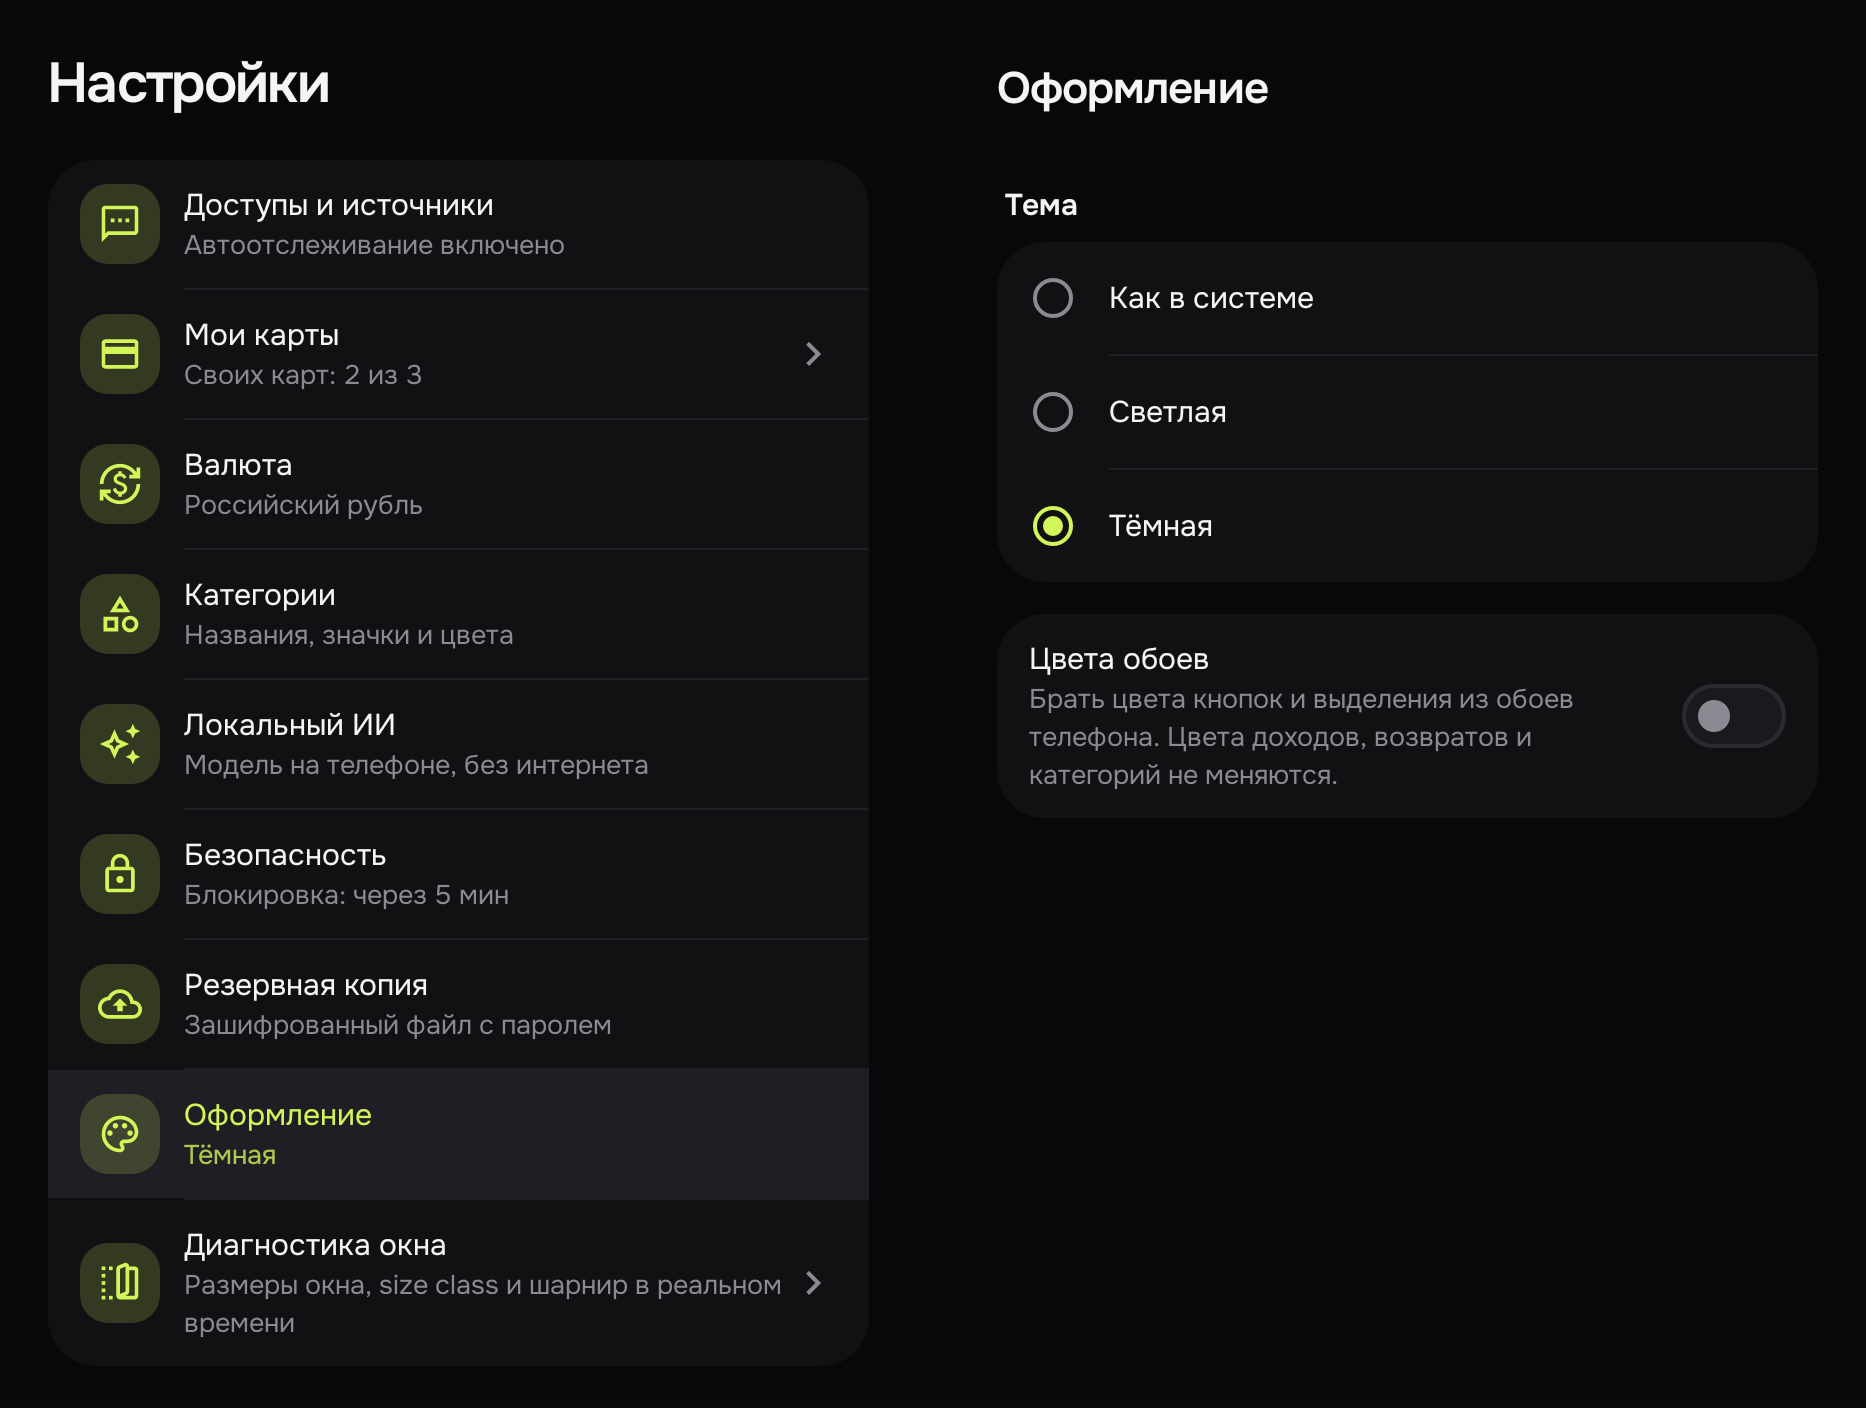 Настройки
Доступы и источники
Автоотслеживание включено
Мои карты
Своих карт: 2 из 3
Валюта
Российский рубль
Категории
Названия, значки и цвета
Локальный ИИ
Модель на телефоне, без интернета
Безопасность
Блокировка: через 5 мин
Резервная копия
Зашифрованный файл с паролем
Оформление
Тёмная
Диагностика окна
Размеры окна, size class и шарнир в реальном
времени
Оформление
Тема
Как в системе
Светлая
Тёмная
Цвета обоев
Брать цвета кнопок и выделения из обоев
телефона. Цвета доходов, возвратов и
категорий не меняются.